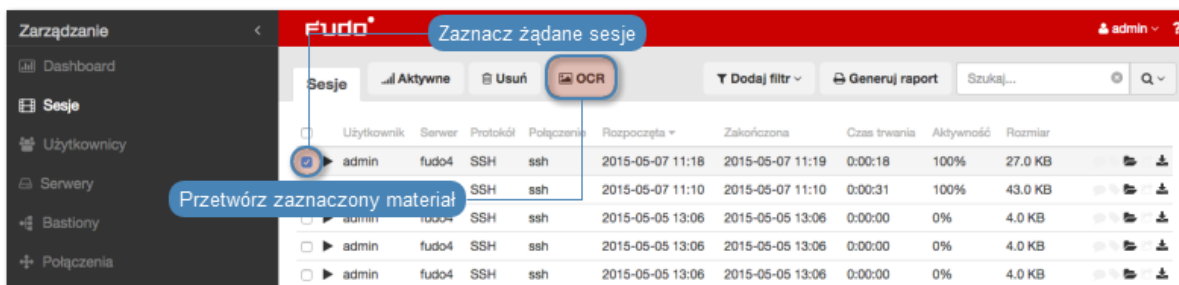 Zarządzanie
FUDO
Zaznacz żądane sesje
admin
?
Dashboard
Sesje
Użytkownicy
Serwery
Bastiony
Połączenia
Sesje
Aktywne
Usuń
OCR
Dodaj filtr
Generuj raport
Szukaj...
Użytkownik Serwer Protokół Połączenie Rozpoczęta Zakończona Czas trwania Aktywność Rozmiar
admin fudo4 SSH ssh 2015-05-07 11:18 2015-05-07 11:19 0:00:18 100% 27.0 KB
Przetwórz zaznaczony materiał
SSH ssh 2015-05-07 11:10 2015-05-07 11:10 0:00:31 100% 43.0 KB
admin fudo4 SSH ssh 2015-05-05 13:06 2015-05-05 13:06 0:00:00 0% 4.0 KB
admin fudo4 SSH ssh 2015-05-05 13:06 2015-05-05 13:06 0:00:00 0% 4.0 KB
admin fudo4 SSH ssh 2015-05-05 13:06 2015-05-05 13:06 0:00:00 0% 4.0 KB